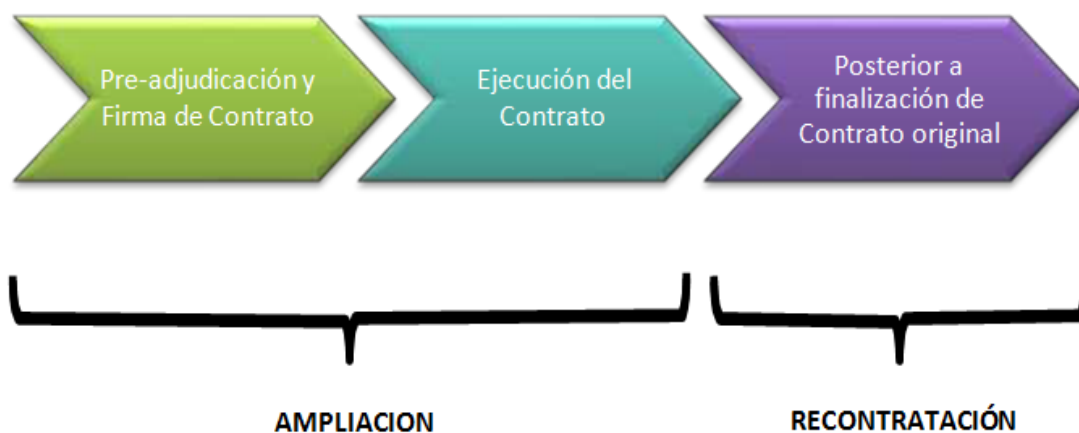 Pre-adjudicación y
Firma de Contrato
Ejecución del
Contrato
Posterior a
finalización de
Contrato original
AMPLIACION
RECONTRATACIÓN